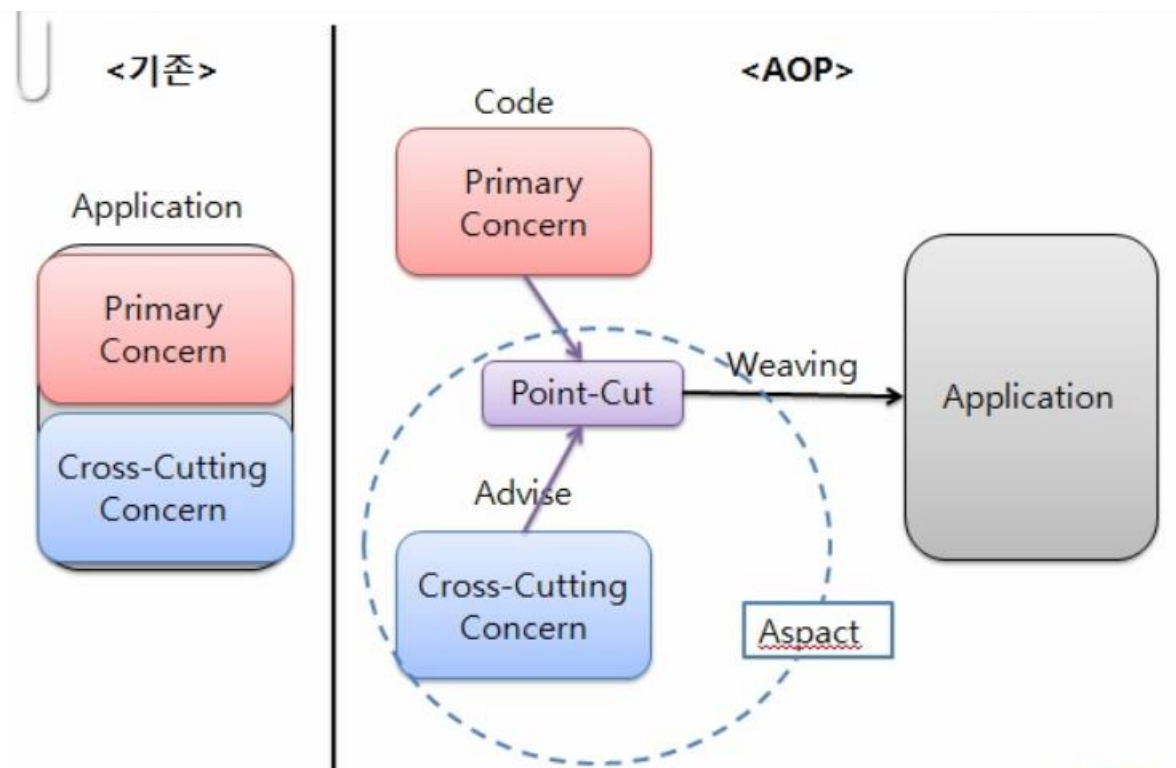 <기존>
Application
Primary
Concern
Cross-Cutting
Concern
<AOP>
Code
Primary
Concern
Point-Cut
Weaving
Application
Advise
Cross-Cutting
Concern
Aspact